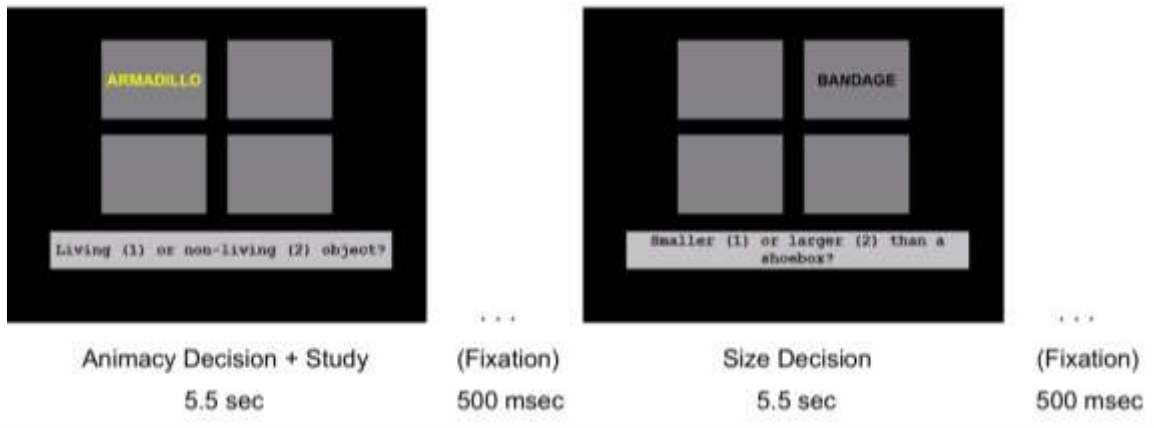 ARMADILLO
Living (1) or non-living (2) object?
BANDAGE
Smaller (1) or larger (2) than a
shoebox?
. . .
. . .
Animacy Decision + Study
(Fixation)
Size Decision
(Fixation)
5.5 sec
500 msec
5.5 sec
500 msec